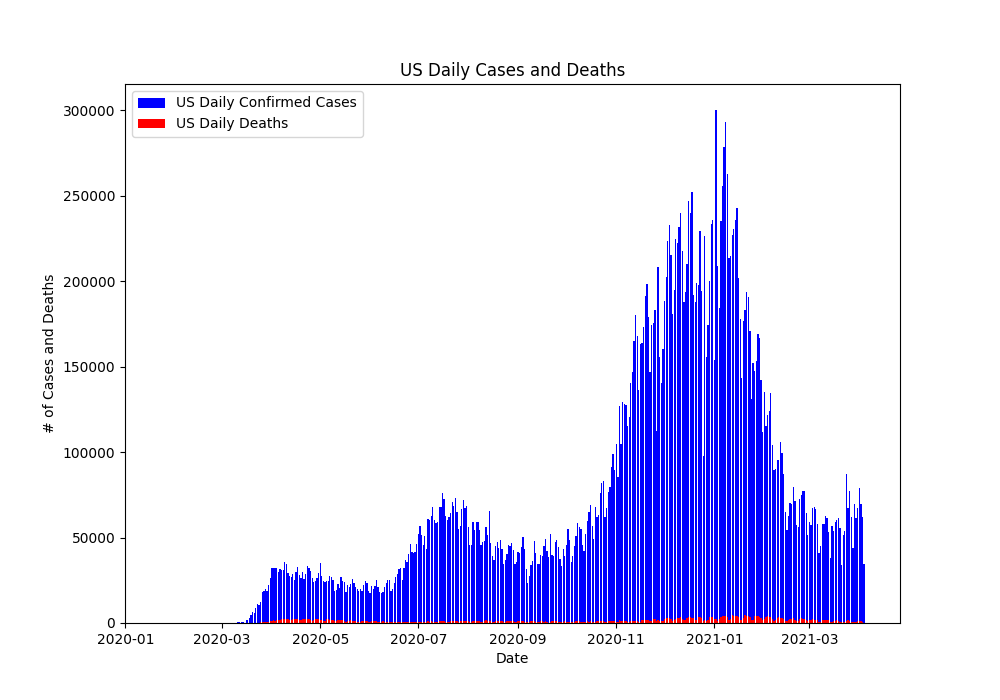 US Daily Cases and Deaths
US Daily Confirmed Cases
US Daily Deaths
300000
250000
200000
150000
100000
50000
0
# of Cases and Deaths
2020-01 2020-03 2020-05 2020-07 2020-09 2020-11 2021-01 2021-03
Date